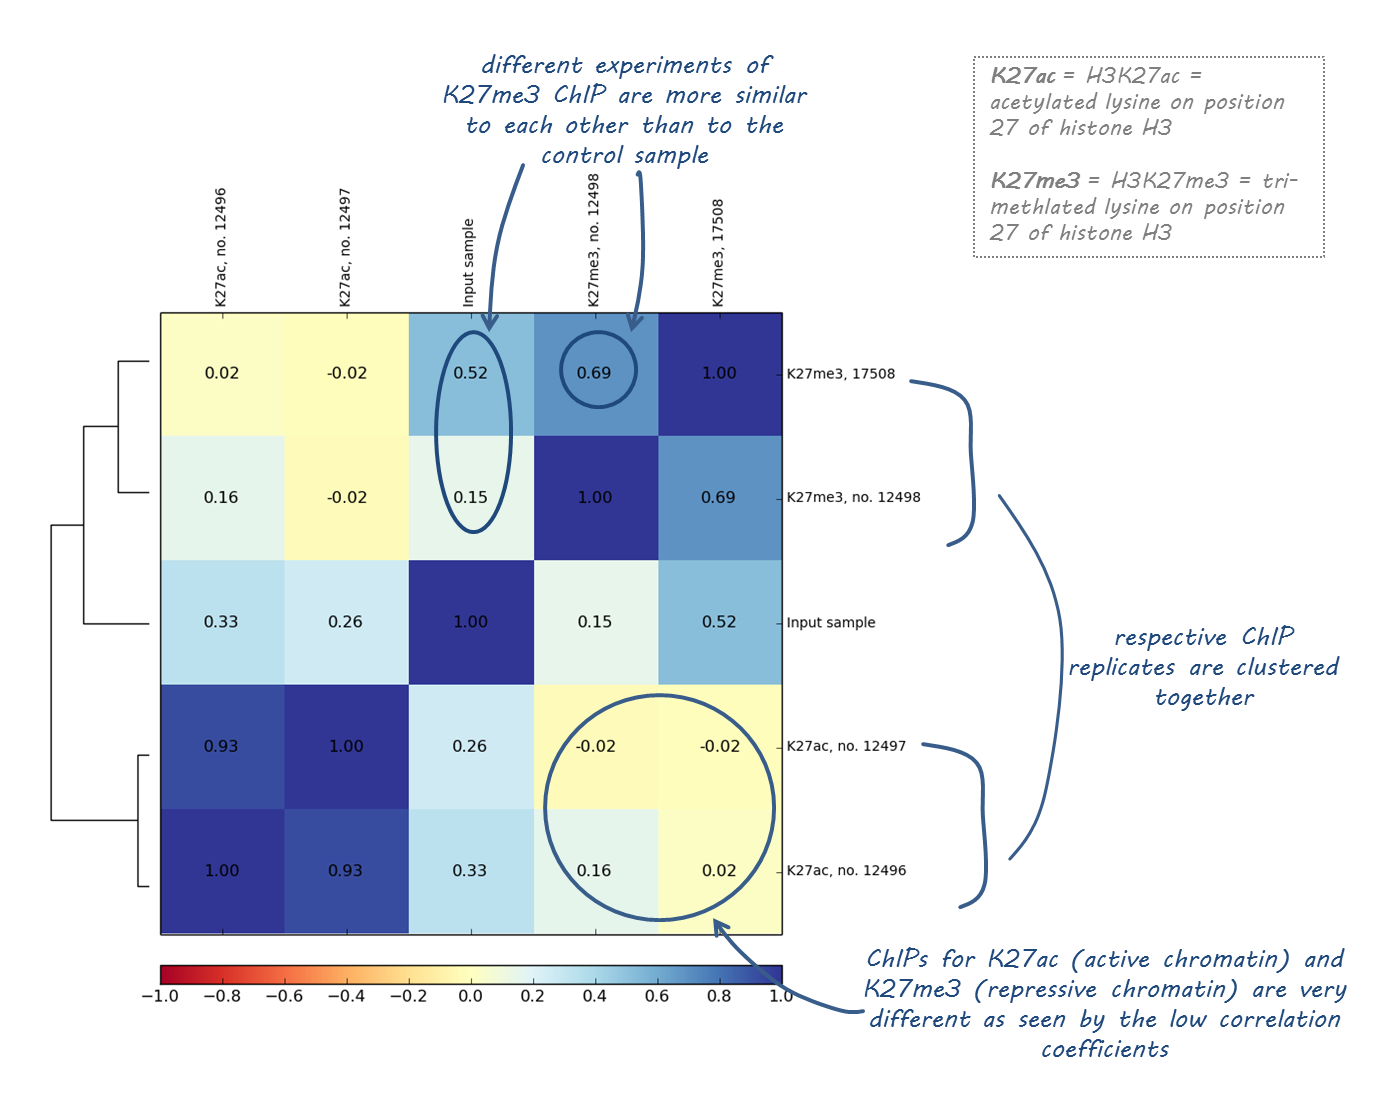 different experiments of
K27me3 ChIP are more similar
to each other than to the
control sample
K27ac = H3K27ac =
acetylated lysine on position
27 of histone H3
K27me3 = H3K27me3 = tri-
methlated lysine on position
27 of histone H3
K27ac, no. 12496
K27ac, no. 12497
Input sample
K27me3, no. 12498
K27me3, 17508
0.02 -0.02 0.52 0.69 1.00 K27me3, 17508
0.16 -0.02 0.15 1.00 0.69 K27me3, no. 12498
0.33 0.26 1.00 0.15 0.52 Input sample
respective ChIP
replicates are clustered
together
0.93 1.00 0.26 -0.02 -0.02 K27ac, no. 12497
1.00 0.93 0.33 0.16 0.02 K27ac, no. 12496
−1.0 −0.8 −0.6 −0.4 −0.2 0.0 0.2 0.4 0.6 0.8 1.0
ChIPs for K27ac (active chromatin) and
K27me3 (repressive chromatin) are very
different as seen by the low correlation
coefficients